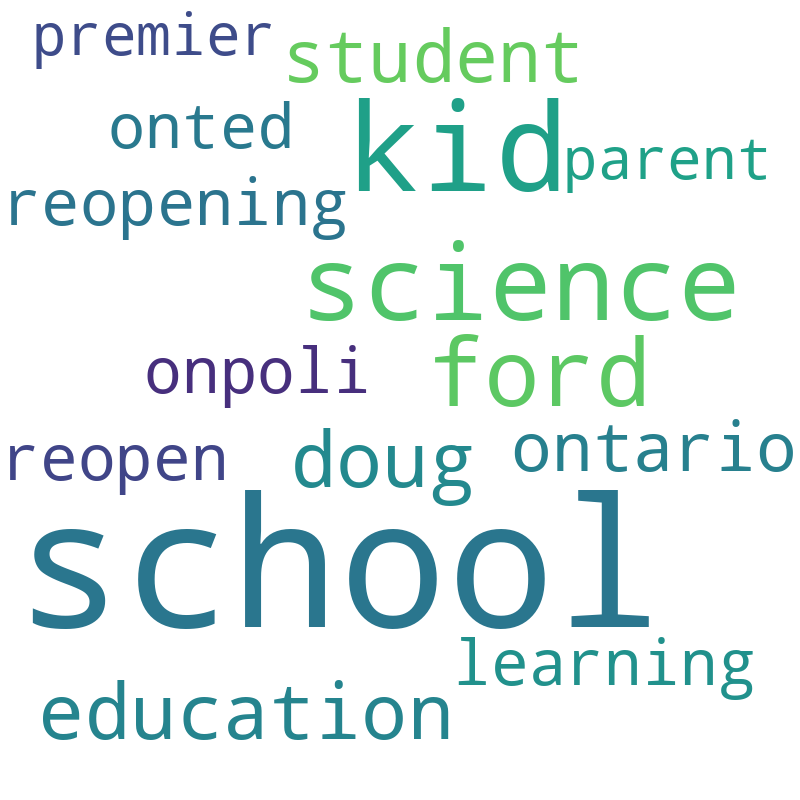 premier
student
onted
kid
parent
reopening
science
ford
onpoli
ontario
reopen
doug
school
learning
education